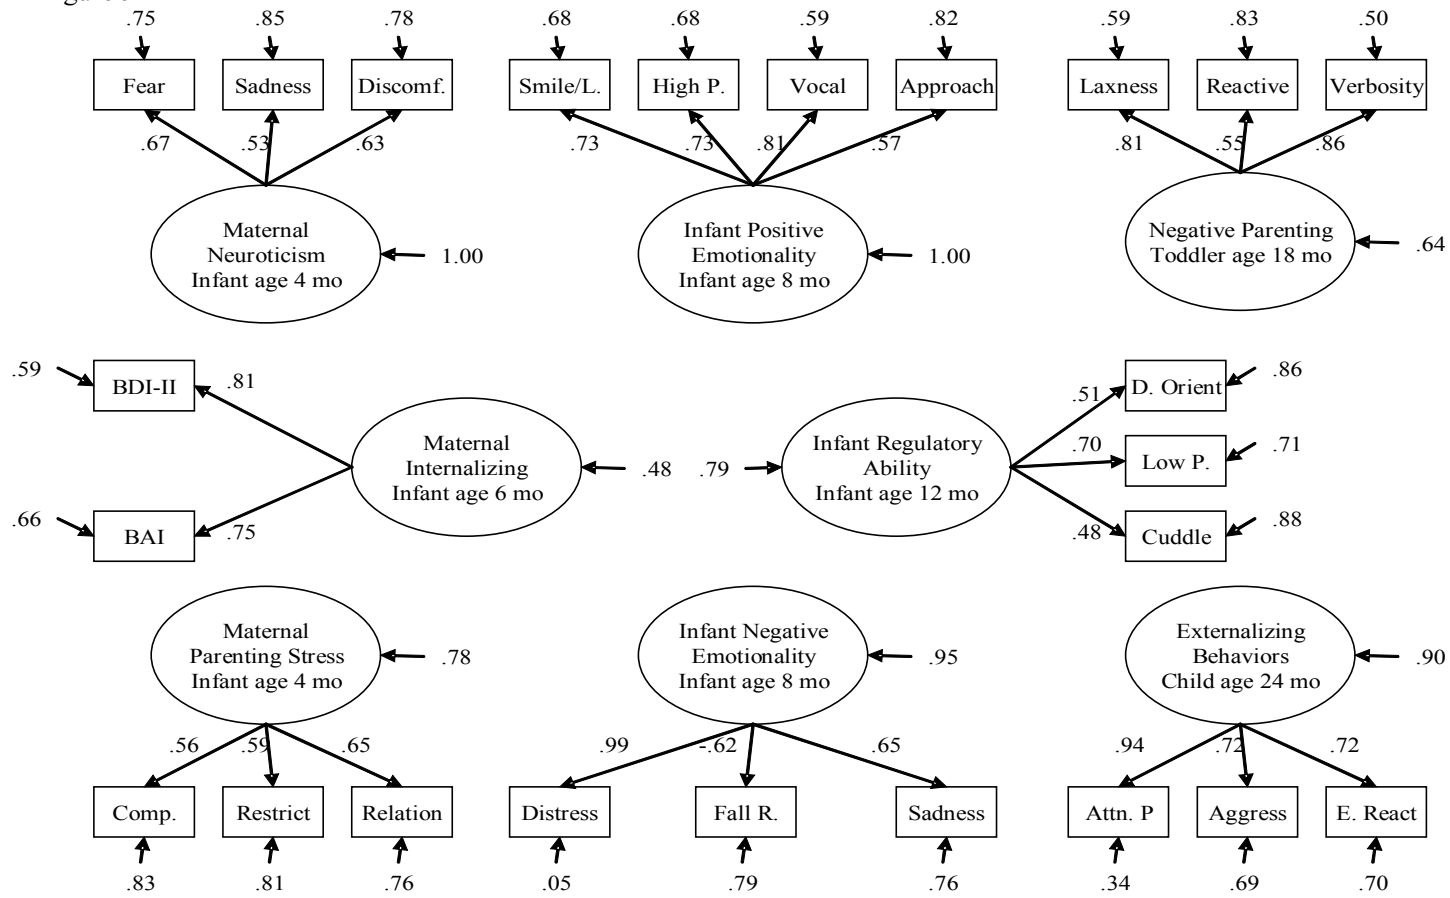 .75 .85 .78 .68 .68 .59 .82 .59 .83 .50
Fear Sadness Discomf. Smile/L. High P. Vocal Approach Laxness Reactive Verbosity
.67 .53 .63 .73 .73 .81 .57 .81 .55 .86
Maternal
Neuroticism
Infant age 4 mo
1.00
Infant Positive
Emotionality
Infant age 8 mo
1.00
Negative Parenting
Toddler age 18 mo
.64
.59
BDI-II
.81
.66
BAI
.75
Maternal
Internalizing
Infant age 6 mo
.48
.79
Infant Regulatory
Ability
Infant age 12 mo
.51
D. Orient
.86
.70
Low P.
.71
.48
Cuddle
.88
Maternal
Parenting Stress
Infant age 4 mo
.78
Infant Negative
Emotionality
Infant age 8 mo
.95
Externalizing
Behaviors
Child age 24 mo
.90
.56 .59 .65 .99 -.62 .65 .94 .72 .72
Comp. Restrict Relation Distress Fall R. Sadness Attn. P Aggress E. React
.83 .81 .76 .05 .79 .76 .34 .69 .70